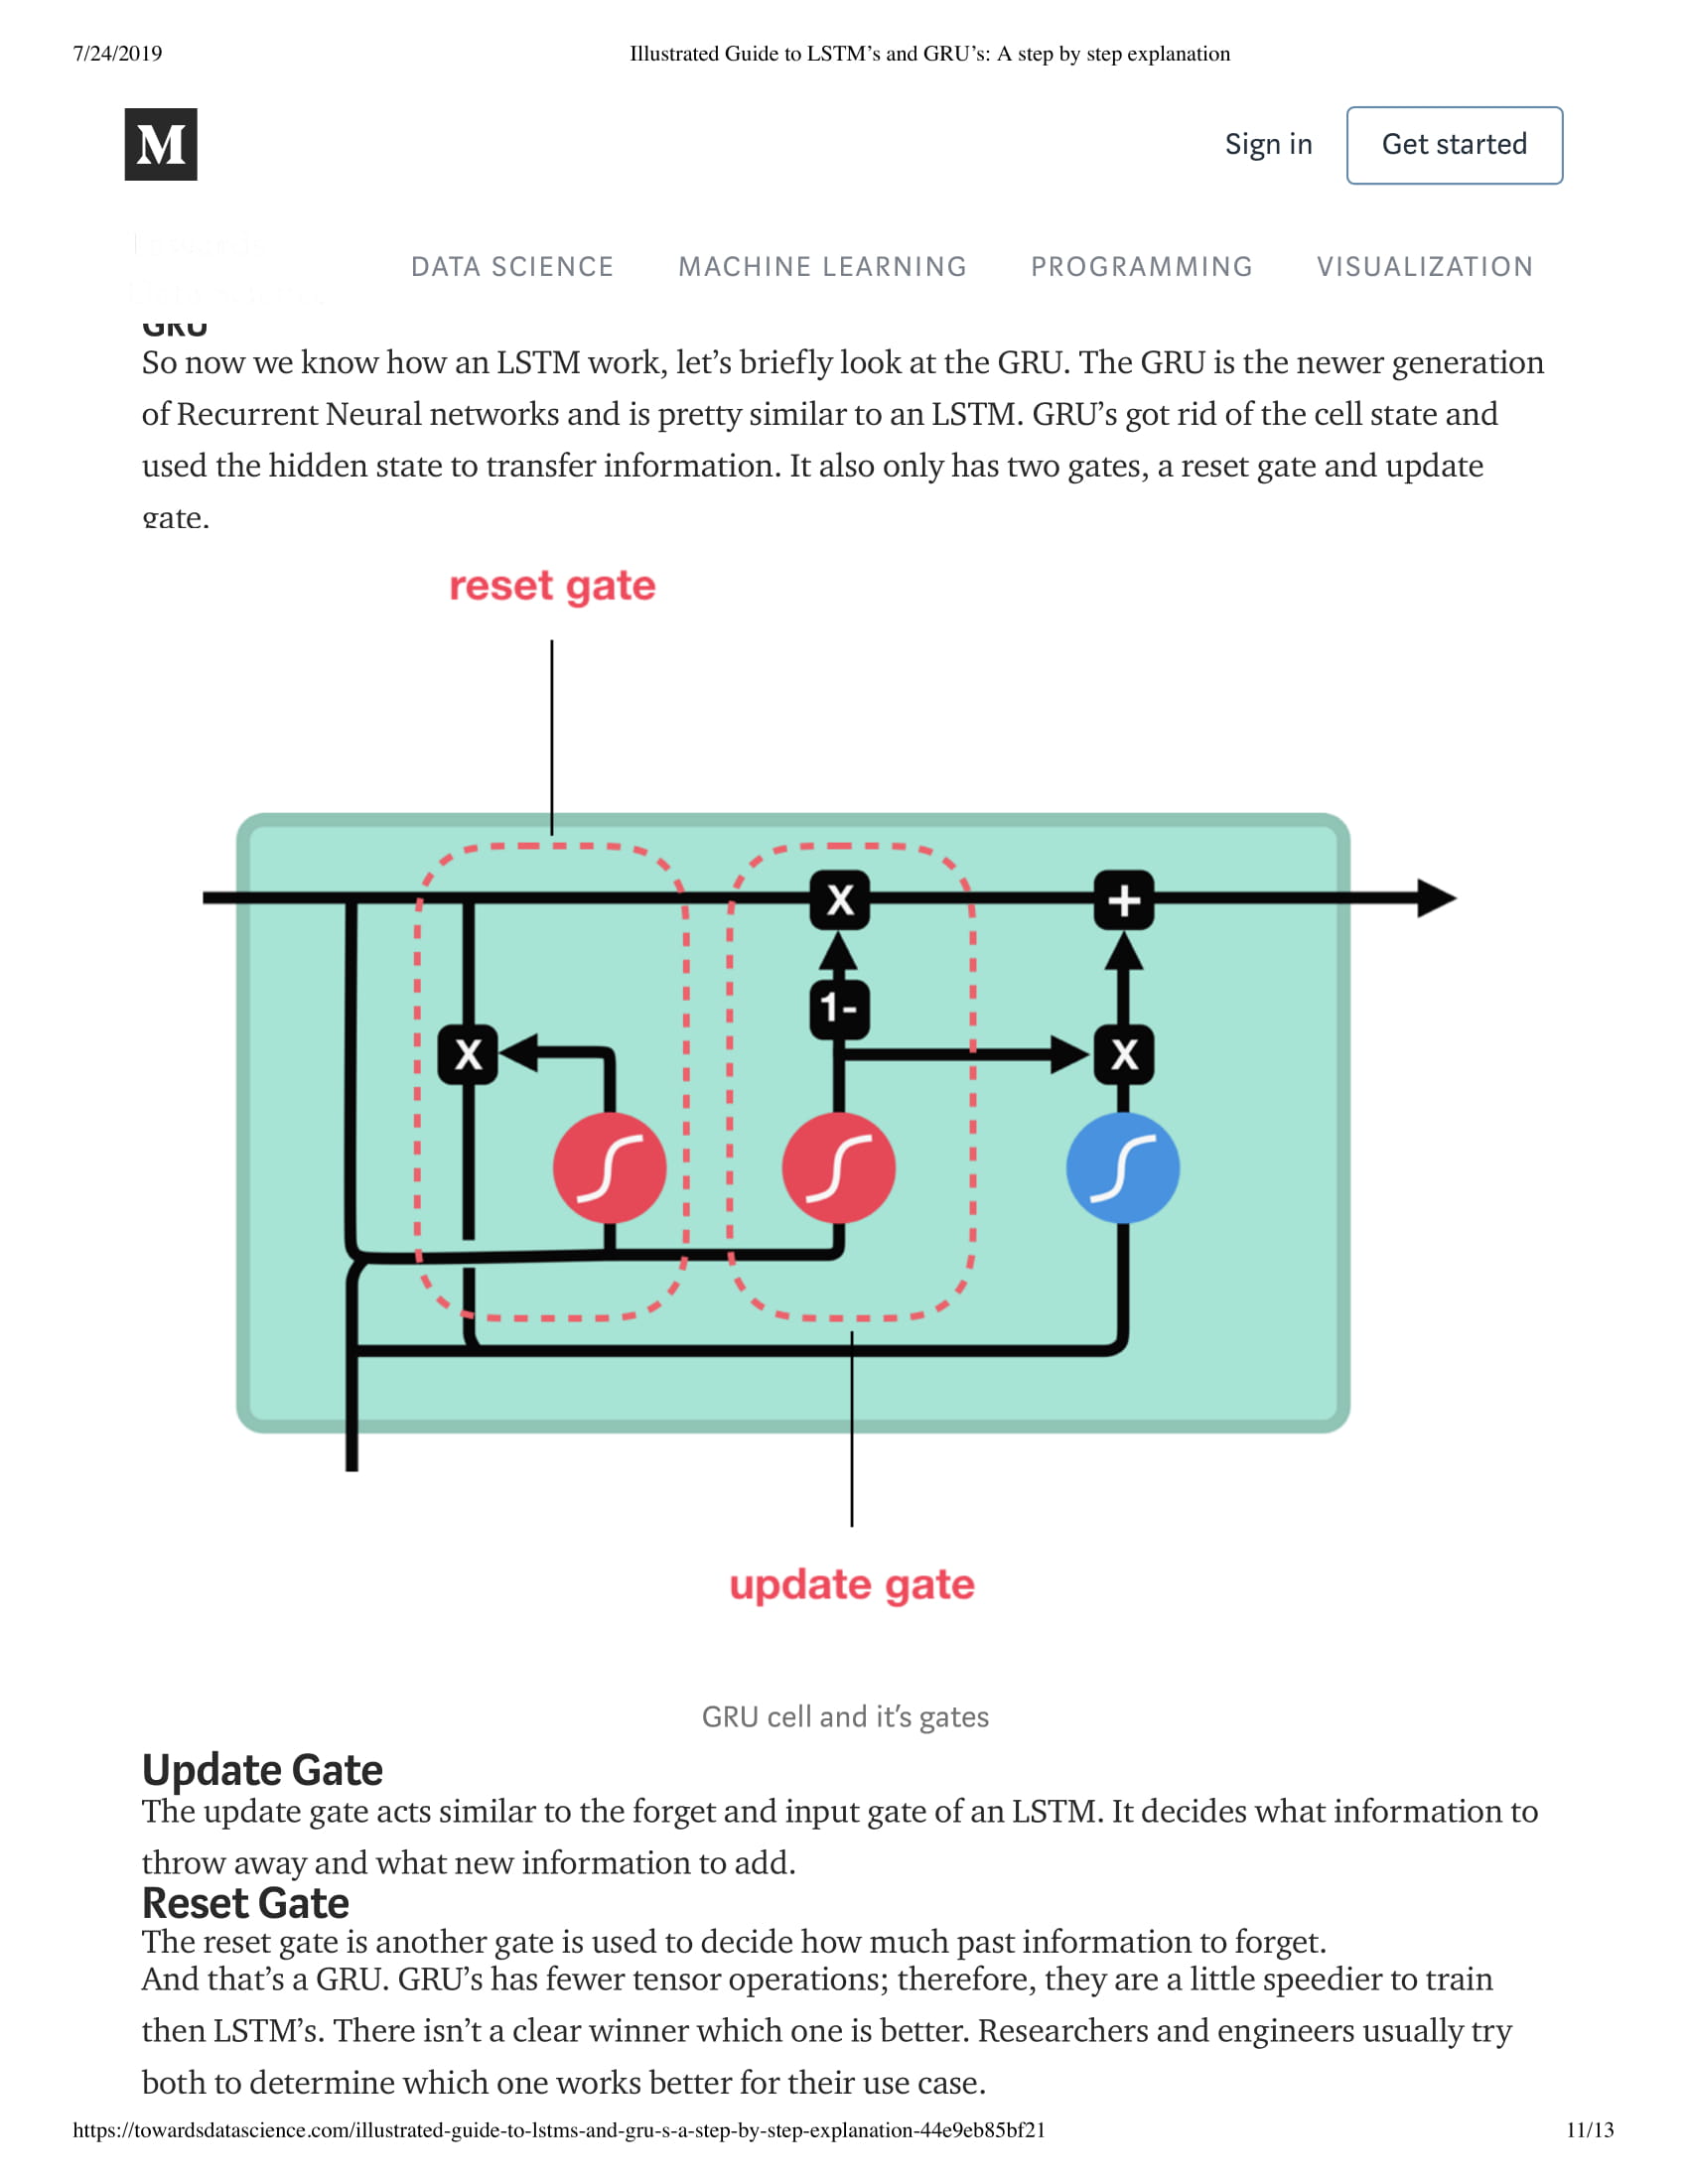 7/24/2019 Illustrated Guide to LSTM’s and GRU’s: A step by step explanation
M
Sign in Get started
DATA SCIENCE MACHINE LEARNING PROGRAMMING VISUALIZATION
GRU
So now we know how an LSTM work, let’s briefly look at the GRU. The GRU is the newer generation
of Recurrent Neural networks and is pretty similar to an LSTM. GRU’s got rid of the cell state and
used the hidden state to transfer information. It also only has two gates, a reset gate and update
gate.
reset gate
X +
1-
X X
update gate
GRU cell and it’s gates
Update Gate
The update gate acts similar to the forget and input gate of an LSTM. It decides what information to
throw away and what new information to add.
Reset Gate
The reset gate is another gate is used to decide how much past information to forget.
And that’s a GRU. GRU’s has fewer tensor operations; therefore, they are a little speedier to train
then LSTM’s. There isn’t a clear winner which one is better. Researchers and engineers usually try
both to determine which one works better for their use case.
https://towardsdatascience.com/illustrated-guide-to-lstms-and-gru-s-a-step-by-step-explanation-44e9eb85bf21 11/13